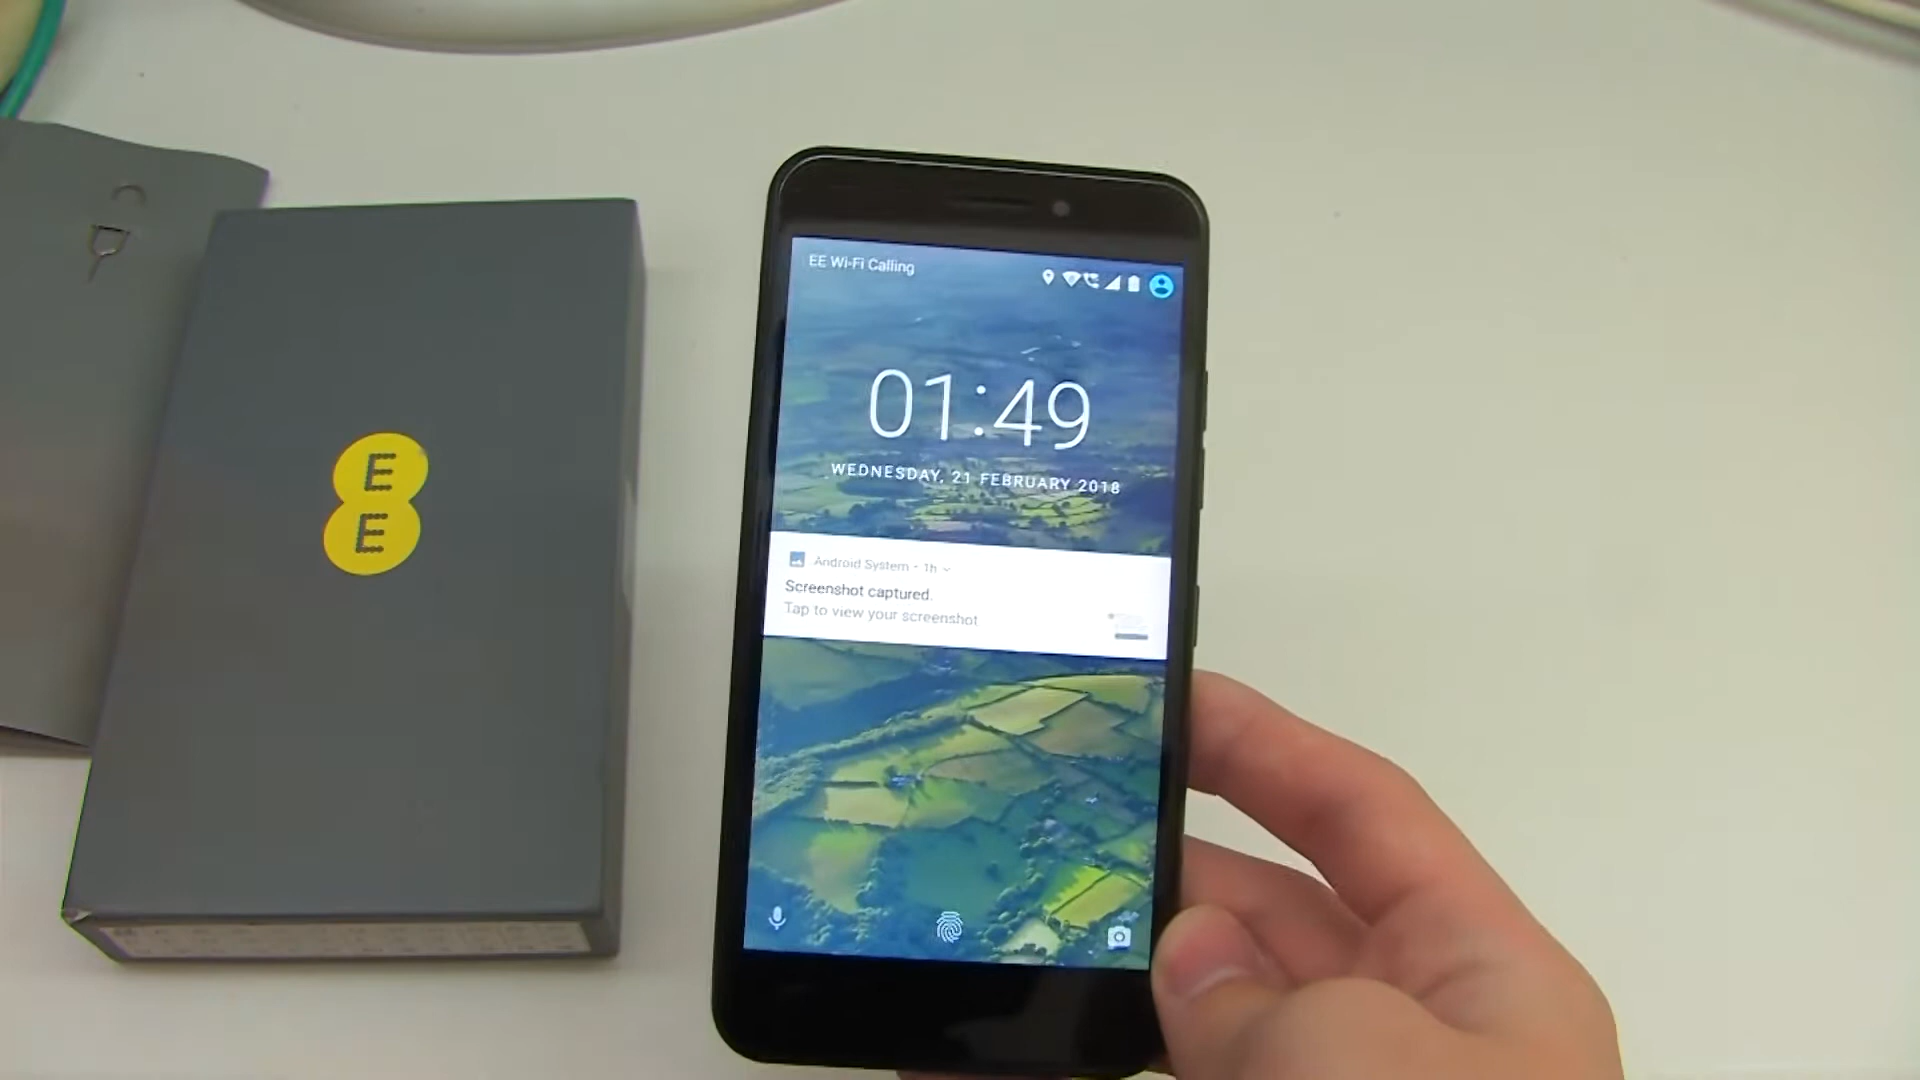 E
E
EE Wi-Fi Calling
01:49
WEDNESDAY, 21 FEBRUARY 2018
Android System • 1h
Screenshot captured.
Tap to view your screenshot